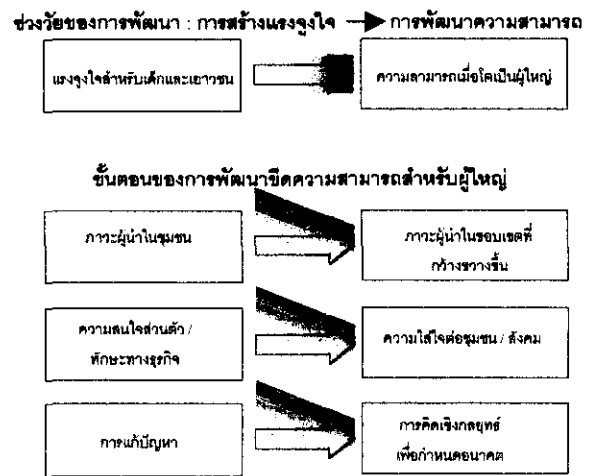 ช่วงวัยของการพัฒนา : การสร้างแรงจูงใจ การพัฒนาความสามารถ
แรงจูงใจสำหรับเด็กและเยาวชน
ความสามารถเมื่อโตเป็นผู้ใหญ่
ขั้นตอนของการพัฒนาขีดความสามารถสำหรับผู้ใหญ่
ภาวะผู้นำในชุมชน
ภาวะผู้นำในขอบเขตที่
กว้างขวางขึ้น
ความสนใจส่วนตัว /
ทักษะทางธุรกิจ
ความใส่ใจต่อชุมชน / สังคม
การแก้ปัญหา
การคิดเชิงกลยุทธ์
เพื่อกำหนดอนาคต